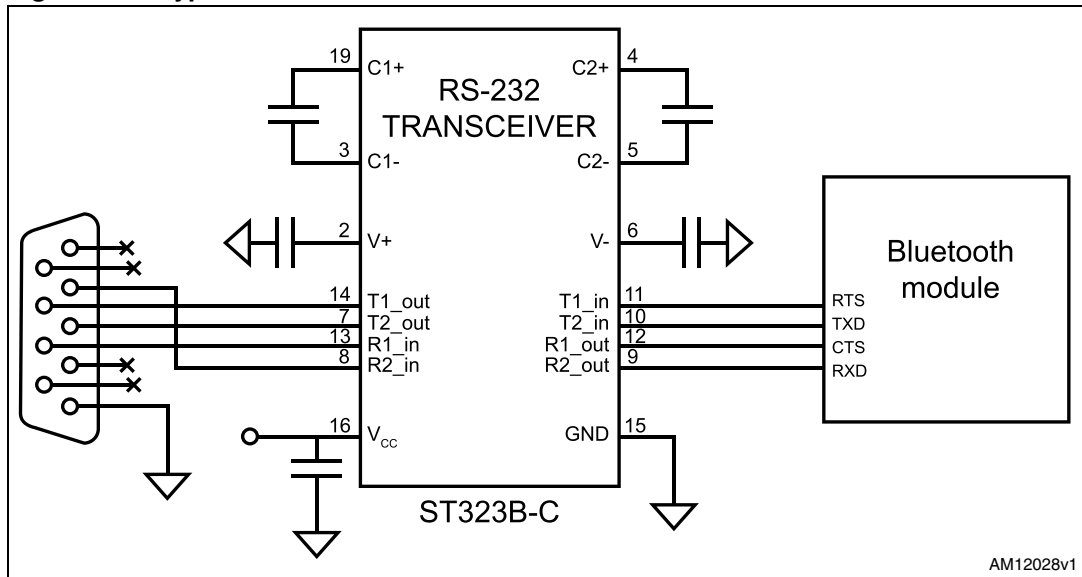 19 C1+ C2+ 4
RS-232
TRANSCEIVER
3 C1- C2- 5
2 V+ V- 6
14 T1_out T1_in 11 RTS
7 T2_out T2_in 10 TXD
13 R1_in R1_out 12 CTS
8 R2_in R2_out 9 RXD
Bluetooth
module
16 VCC GND 15
ST323B-C
AM12028v1